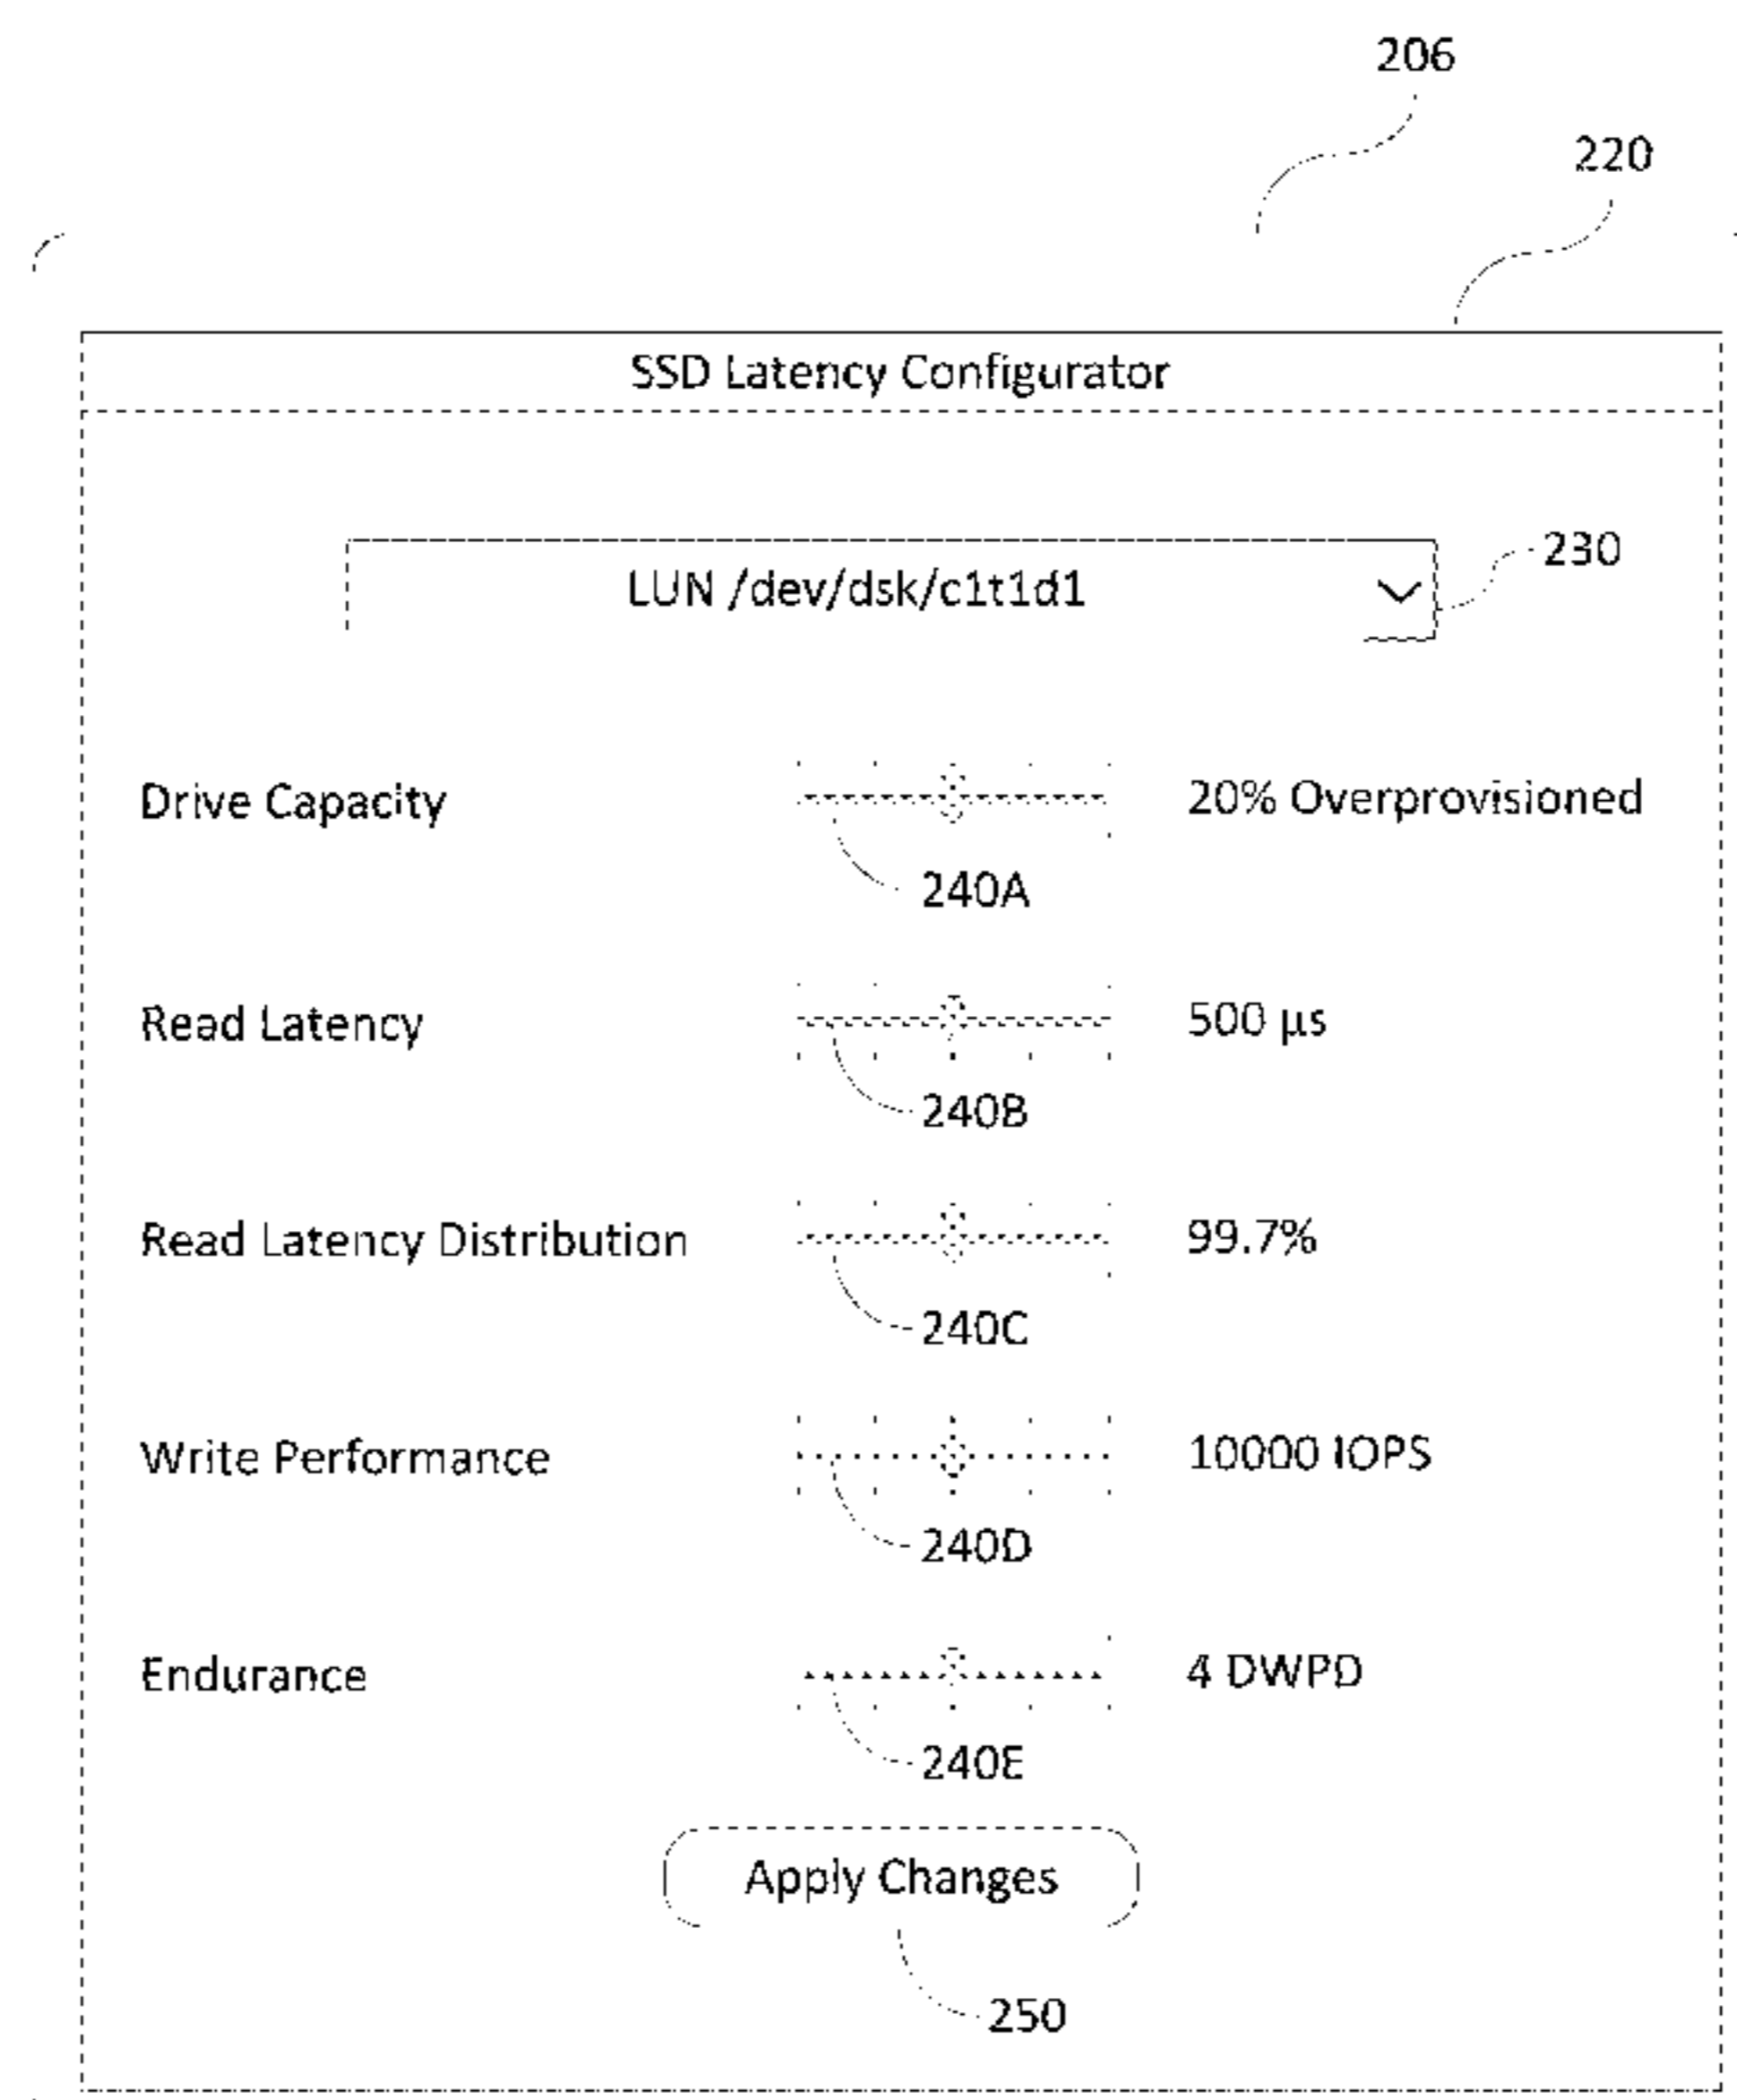 206
220
SSD Latency Configurator
LUN /dev/dsk/c1t1d1
230
Drive Capacity
20% Overprovisioned
240A
Read Latency
500 µs
240B
Read Latency Distribution
99.7%
240C
Write Performance
10000 IOPS
240D
Endurance
4 DWPD
240E
Apply Changes
250